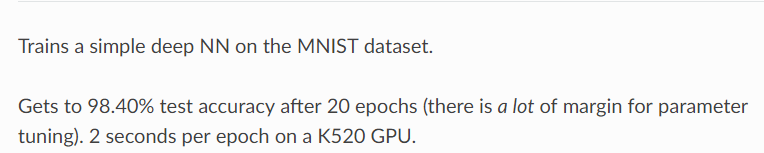 Trains a simple deep NN on the MNIST dataset.
Gets to 98.40% test accuracy after 20 epochs (there is a lot of margin for parameter
tuning). 2 seconds per epoch on a K520 GPU.